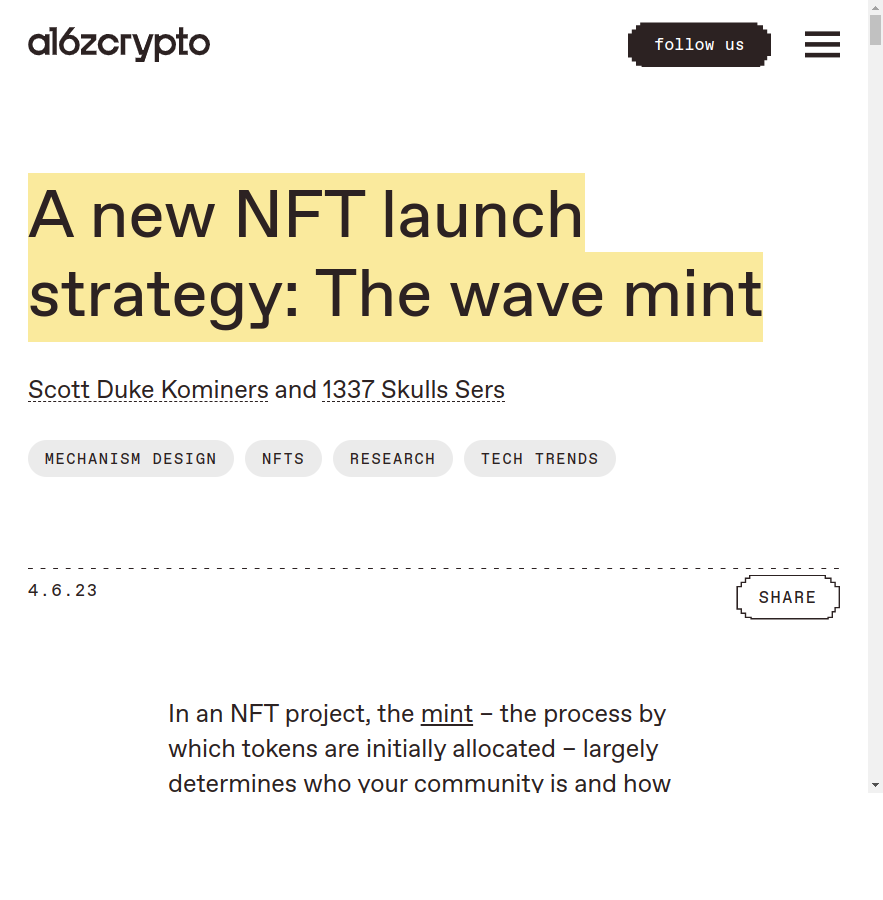 a16zcrypto
follow us
A new NFT launch
strategy: The wave mint
Scott Duke Kominers and 1337 Skulls Sers
MECHANISM DESIGN NFTS RESEARCH TECH TRENDS
4.6.23
SHARE
In an NFT project, the mint – the process by
which tokens are initially allocated – largely
determines who your community is and how